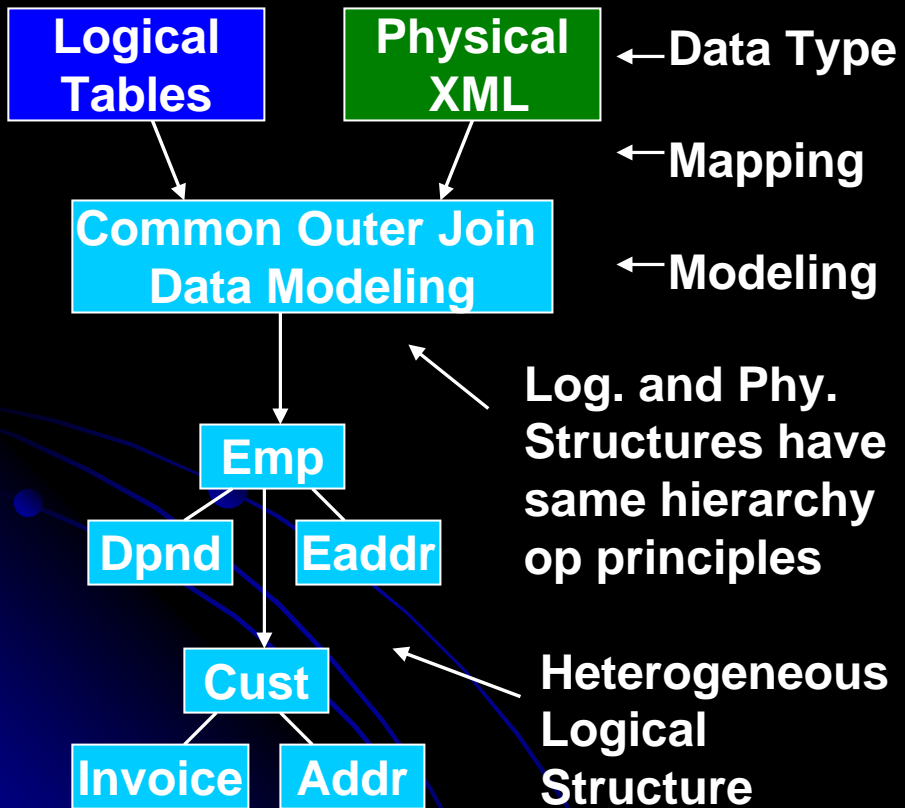 Logical
Tables
Physical
XML
Data Type
Mapping
Common Outer Join
Data Modeling
Modeling
Log. and Phy.
Structures have
same hierarchy
op principles
Emp
Dpnd
Eaddr
Cust
Invoice
Addr
Heterogeneous
Logical
Structure